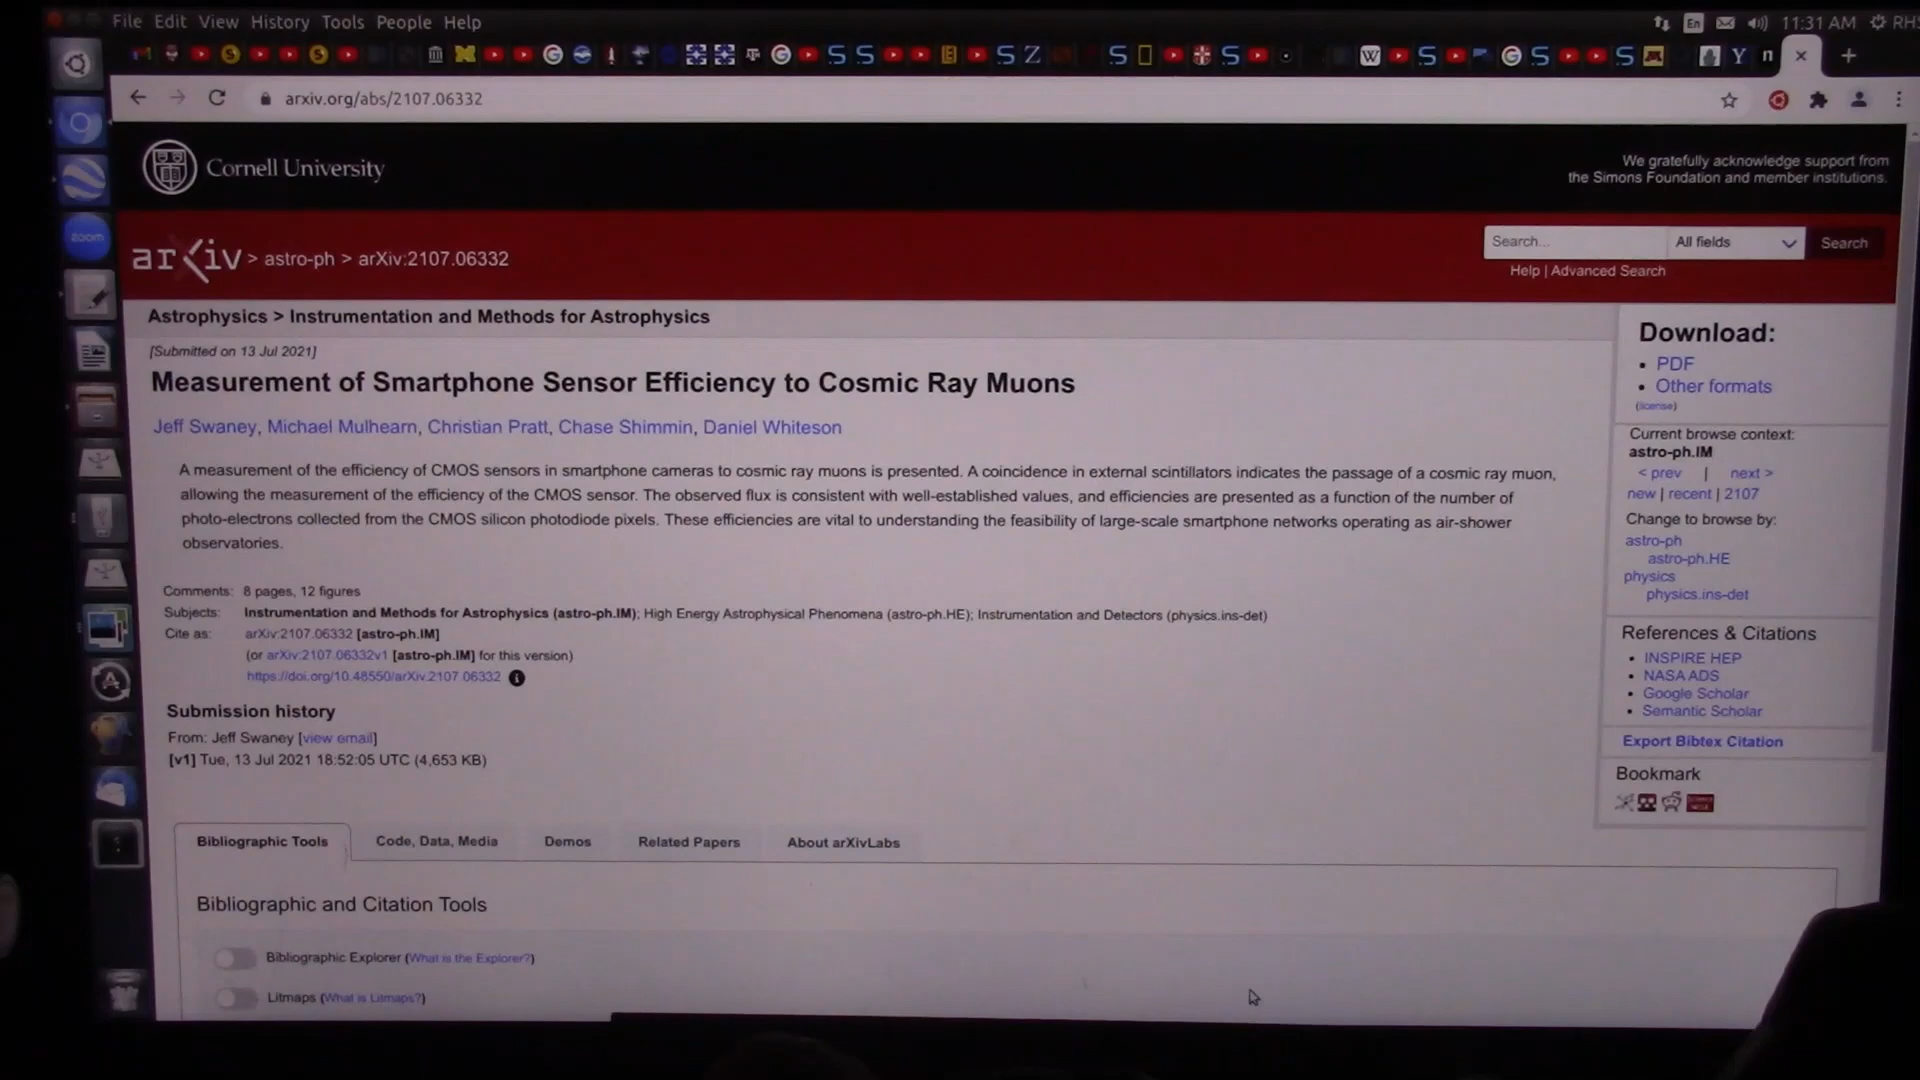 File Edit View History Tools People Help
En 11:31 AM
arxiv.org/abs/2107.06332
Cornell University
We gratefully acknowledge support from
the Simons Foundation and member institutions.
arXiv > astro-ph > arXiv:2107.06332
Search...
All fields
Search
Help | Advanced Search
zoom
Astrophysics > Instrumentation and Methods for Astrophysics
[Submitted on 13 Jul 2021]
Measurement of Smartphone Sensor Efficiency to Cosmic Ray Muons
Jeff Swaney, Michael Mulhearn, Christian Pratt, Chase Shimmin, Daniel Whiteson
A measurement of the efficiency of CMOS sensors in smartphone cameras to cosmic ray muons is presented. A coincidence in external scintillators indicates the passage of a cosmic ray muon,
allowing the measurement of the efficiency of the CMOS sensor. The observed flux is consistent with well-established values, and efficiencies are presented as a function of the number of
photo-electrons collected from the CMOS silicon photodiode pixels. These efficiencies are vital to understanding the feasibility of large-scale smartphone networks operating as air-shower
observatories.
Comments: 8 pages, 12 figures
Subjects: Instrumentation and Methods for Astrophysics (astro-ph.IM); High Energy Astrophysical Phenomena (astro-ph.HE); Instrumentation and Detectors (physics.ins-det)
Cite as: arXiv:2107.06332 [astro-ph.IM]
(or arXiv:2107.06332v1 [astro-ph.IM] for this version)
https://doi.org/10.48550/arXiv.2107.06332
Submission history
From: Jeff Swaney [view email]
[v1] Tue, 13 Jul 2021 18:52:05 UTC (4,653 KB)
Bibliographic Tools
Code, Data, Media
Demos
Related Papers
About arXivLabs
Bibliographic and Citation Tools
Bibliographic Explorer (What is the Explorer?)
Litmaps (What is Litmaps?)
Download:
PDF
Other formats
(license)
Current browse context:
astro-ph.IM
< prev | next >
new | recent | 2107
Change to browse by:
astro-ph
astro-ph.HE
physics
physics.ins-det
References & Citations
INSPIRE HEP
NASA ADS
Google Scholar
Semantic Scholar
Export Bibtex Citation
Bookmark